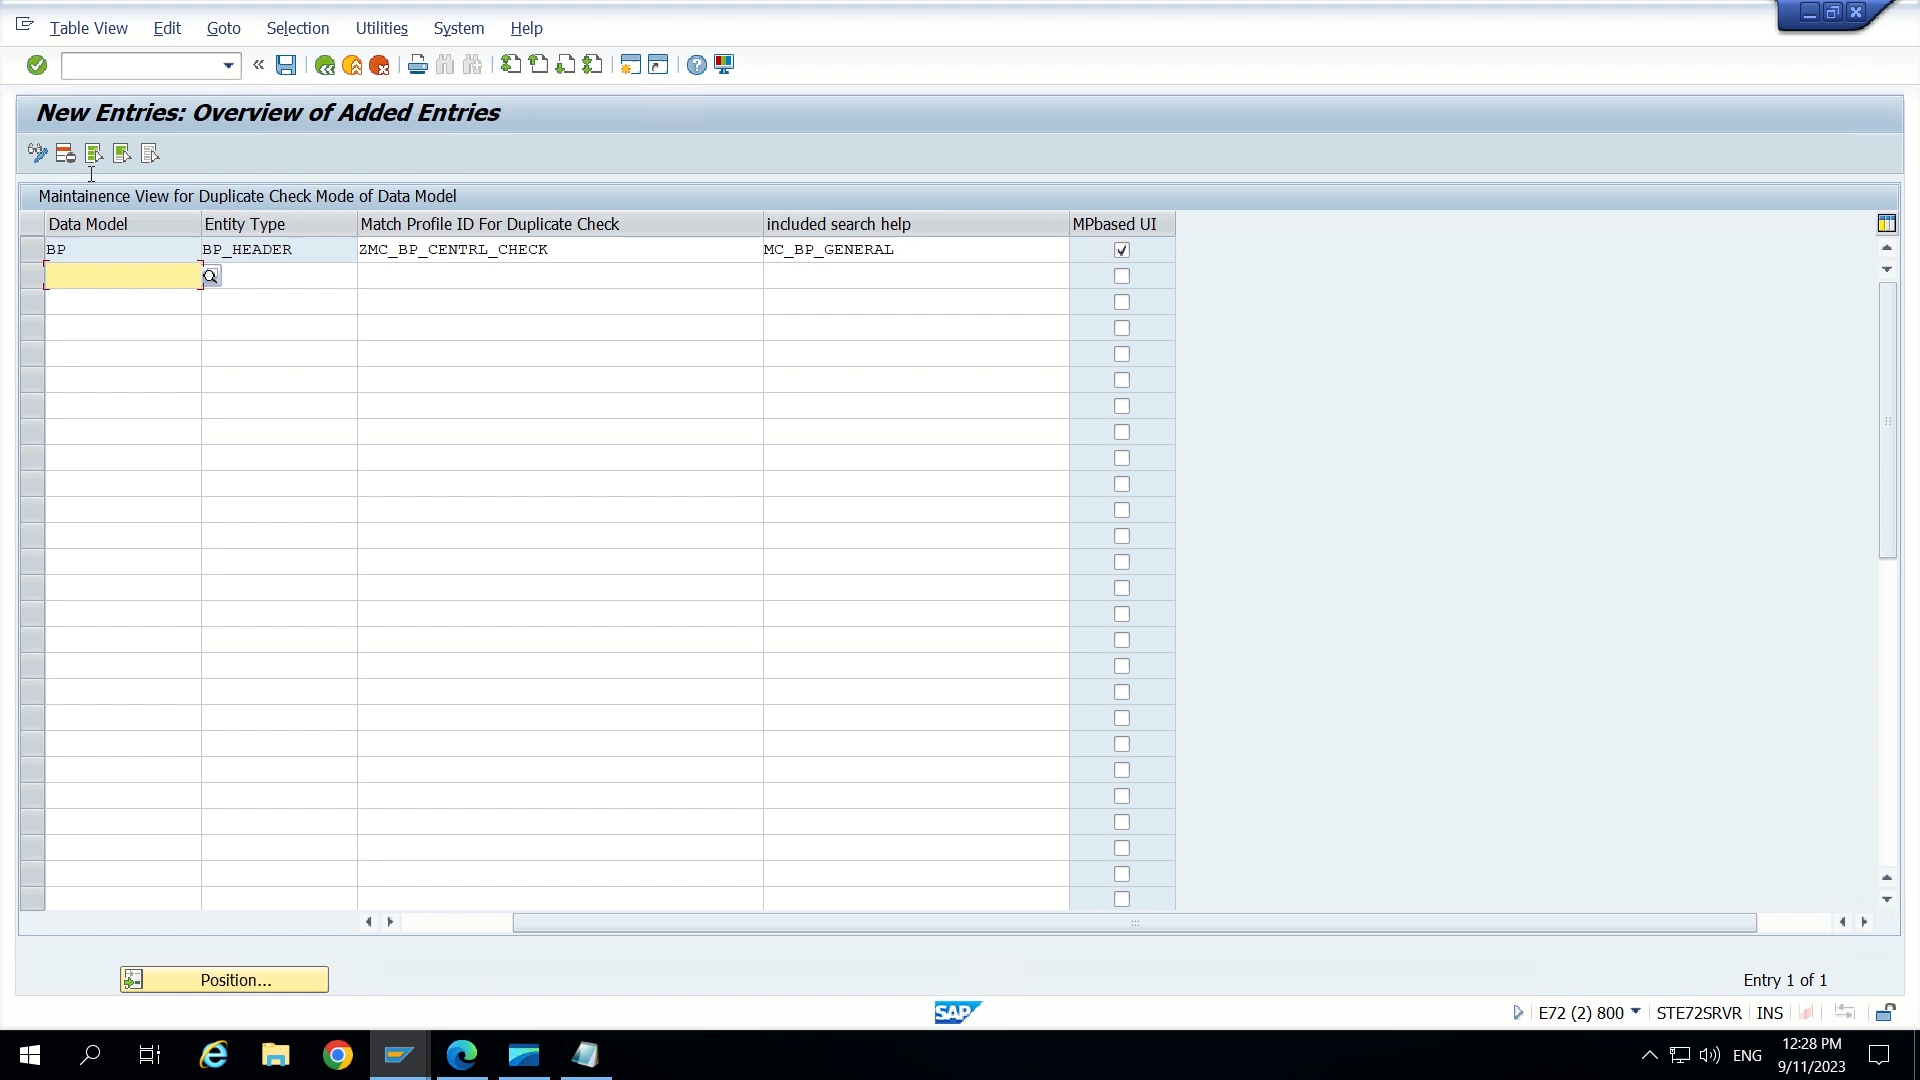 Table View Edit Goto Selection Utilities System Help
«
New Entries: Overview of Added Entries
Maintainence View for Duplicate Check Mode of Data Model
Data Model Entity Type Match Profile ID For Duplicate Check included search help MPbased UI
BP BP_HEADER ZMC_BP_CENTRL_CHECK MC_BP_GENERAL
Position... Entry 1 of 1
SAP E72 (2) 800 STE72SRVR INS
ENG 12:28 PM
9/11/2023